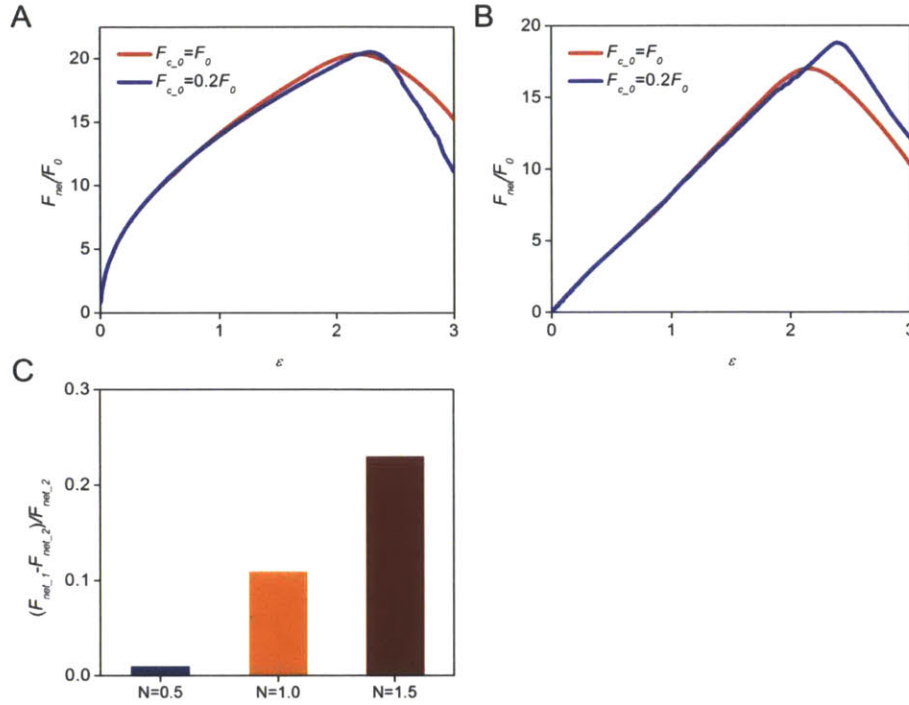 A
F_c_0=F_0
F_c_0=0.2F_0
F_net/F_0
20
15
10
5
0
0 1 2 3
ε
B
F_c_0=F_0
F_c_0=0.2F_0
F_net/F_0
20
15
10
5
0
0 1 2 3
ε
C
(F_net_1-F_net_2)/F_net_2
0.3
0.2
0.1
0.0
N=0.5 N=1.0 N=1.5